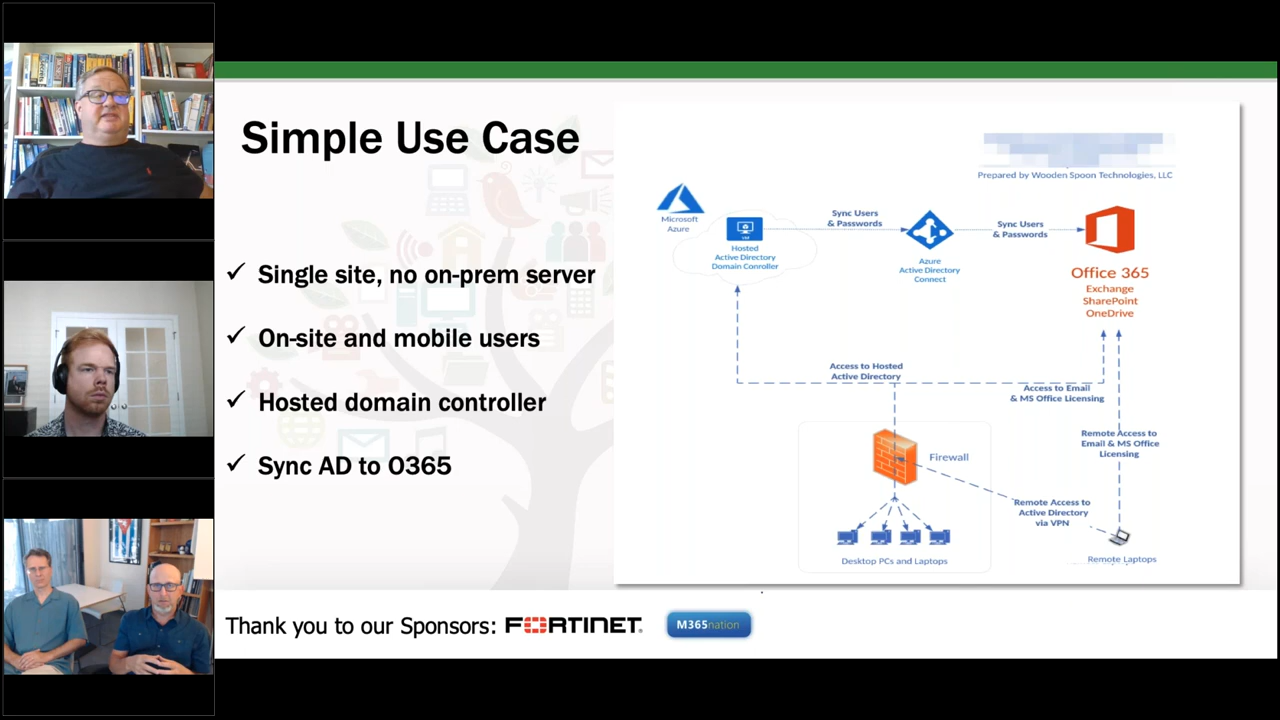 Simple Use Case
✓ Single site, no on-prem server
✓ On-site and mobile users
✓ Hosted domain controller
✓ Sync AD to O365
Prepared by Wooden Spoon Technologies, LLC
Microsoft
Azure
VM
Hosted
Active Directory
Domain Controller
Sync Users
& Passwords
Azure
Active Directory
Connect
Sync Users
& Passwords
Office 365
Exchange
SharePoint
OneDrive
Access to Hosted
Active Directory
Access to Email
& MS Office Licensing
Remote Access to
Email & MS Office
Licensing
Firewall
Remote Access to
Active Directory
via VPN
Desktop PCs and Laptops
Remote Laptops
Thank you to our Sponsors: FORTINET® M365nation